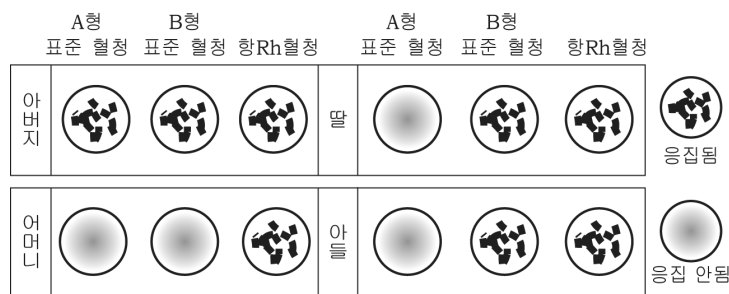 A형 B형 A형 B형
표준 혈청 표준 혈청 항Rh혈청 표준 혈청 표준 혈청 항Rh혈청
아버지
딸
응집됨
어머니
아들
응집 안됨